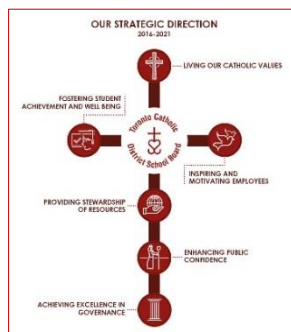 OUR STRATEGIC DIRECTION
2016-2021
LIVING OUR CATHOLIC VALUES
FOSTERING STUDENT
ACHIEVEMENT AND WELL BEING
Toronto Catholic
District School Board
INSPIRING AND
MOTIVATING EMPLOYEES
PROVIDING STEWARDSHIP
OF RESOURCES
ENHANCING PUBLIC
CONFIDENCE
ACHIEVING EXCELLENCE IN
GOVERNANCE